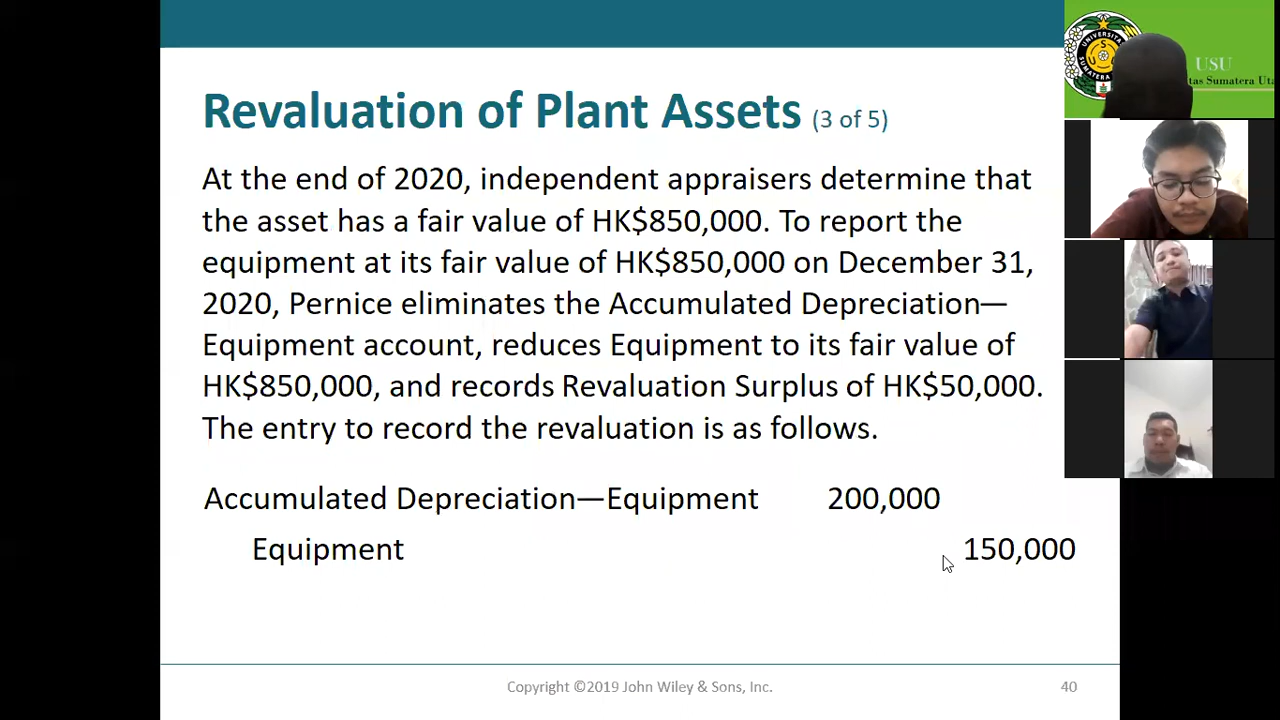 Revaluation of Plant Assets (3 of 5)
At the end of 2020, independent appraisers determine that
the asset has a fair value of HK$850,000. To report the
equipment at its fair value of HK$850,000 on December 31,
2020, Pernice eliminates the Accumulated Depreciation—
Equipment account, reduces Equipment to its fair value of
HK$850,000, and records Revaluation Surplus of HK$50,000.
The entry to record the revaluation is as follows.
Accumulated Depreciation—Equipment 200,000
Equipment 150,000
Copyright ©2019 John Wiley & Sons, Inc. 40
USU
tas Sumatera Uta